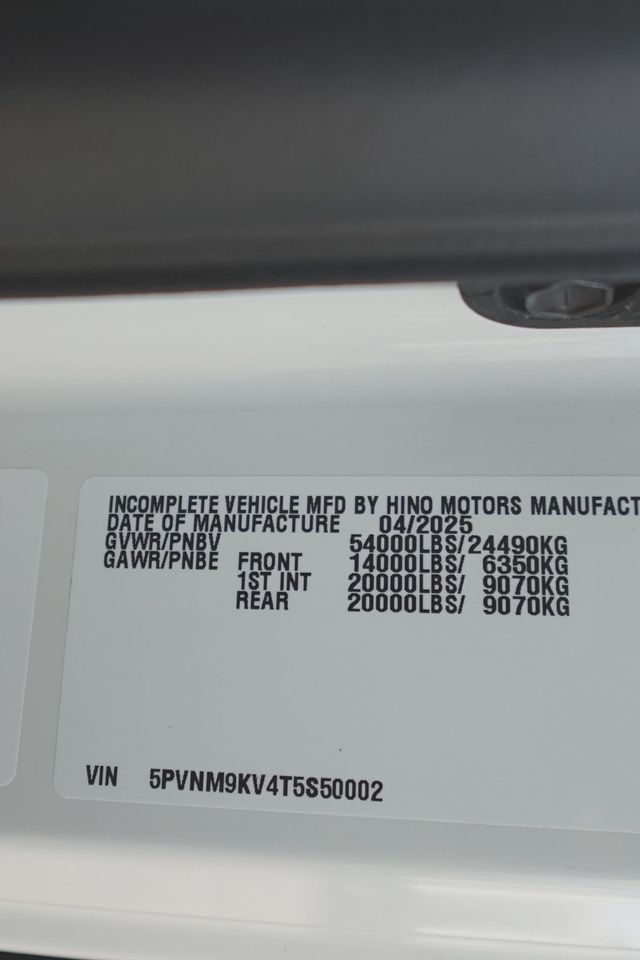 INCOMPLETE VEHICLE MFD BY HINO MOTORS MANUFACT
DATE OF MANUFACTURE 04/2025
GVWR/PNBV 54000LBS/24490KG
GAWR/PNBE FRONT 14000LBS/ 6350KG
1ST INT 20000LBS/ 9070KG
REAR 20000LBS/ 9070KG
VIN 5PVNM9KV4T5S50002